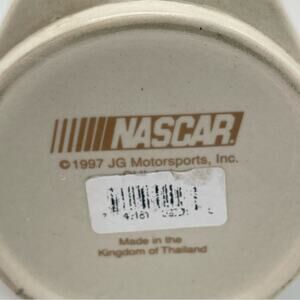 NASCAR
©1997 JG Motorsports, Inc.
Made in the
Kingdom of Thailand